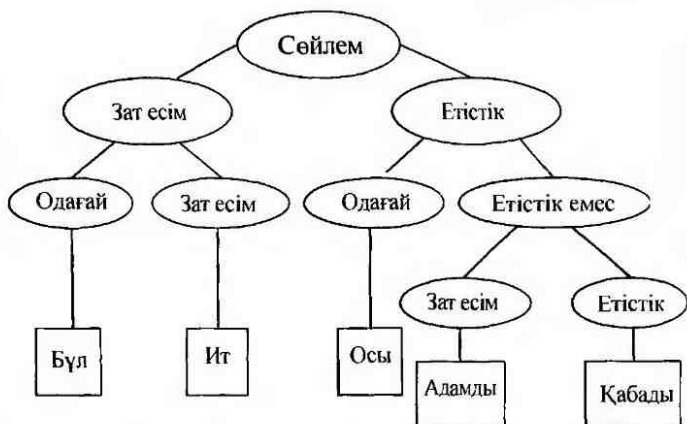 Сөйлем
Зат есім
Етістік
Одағай
Зат есім
Одағай
Етістік емес
Зат есім
Етістік
Бұл
Ит
Осы
Адамды
Қабады